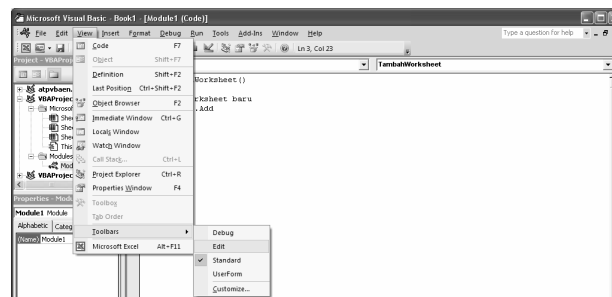 Microsoft Visual Basic - Book1 - [Module1 (Code)]
File Edit View Insert Format Debug Run Tools Add-Ins Window Help
Type a question for help
Ln 3, Col 23
Project - VBAProj
TambahWorksheet
Code F7
Object Shift+F7
Definition Shift+F2
Last Position Ctrl+Shift+F2
Object Browser F2
Immediate Window Ctrl+G
Locals Window
Watch Window
Call Stack... Ctrl+L
Project Explorer Ctrl+R
Properties Window F4
Toolbox
Tab Order
Toolbars
Microsoft Excel Alt+F11
Debug
Edit
Standard
UserForm
Customize...
orksheet()
rksheet baru
.Add
atpvbaen.
VBAProjec
Microsof
She
She
She
This
Modules
Mod
VBAProjec
Properties - Modu
Module1 Module
Alphabetic Categ
(Name) Module1